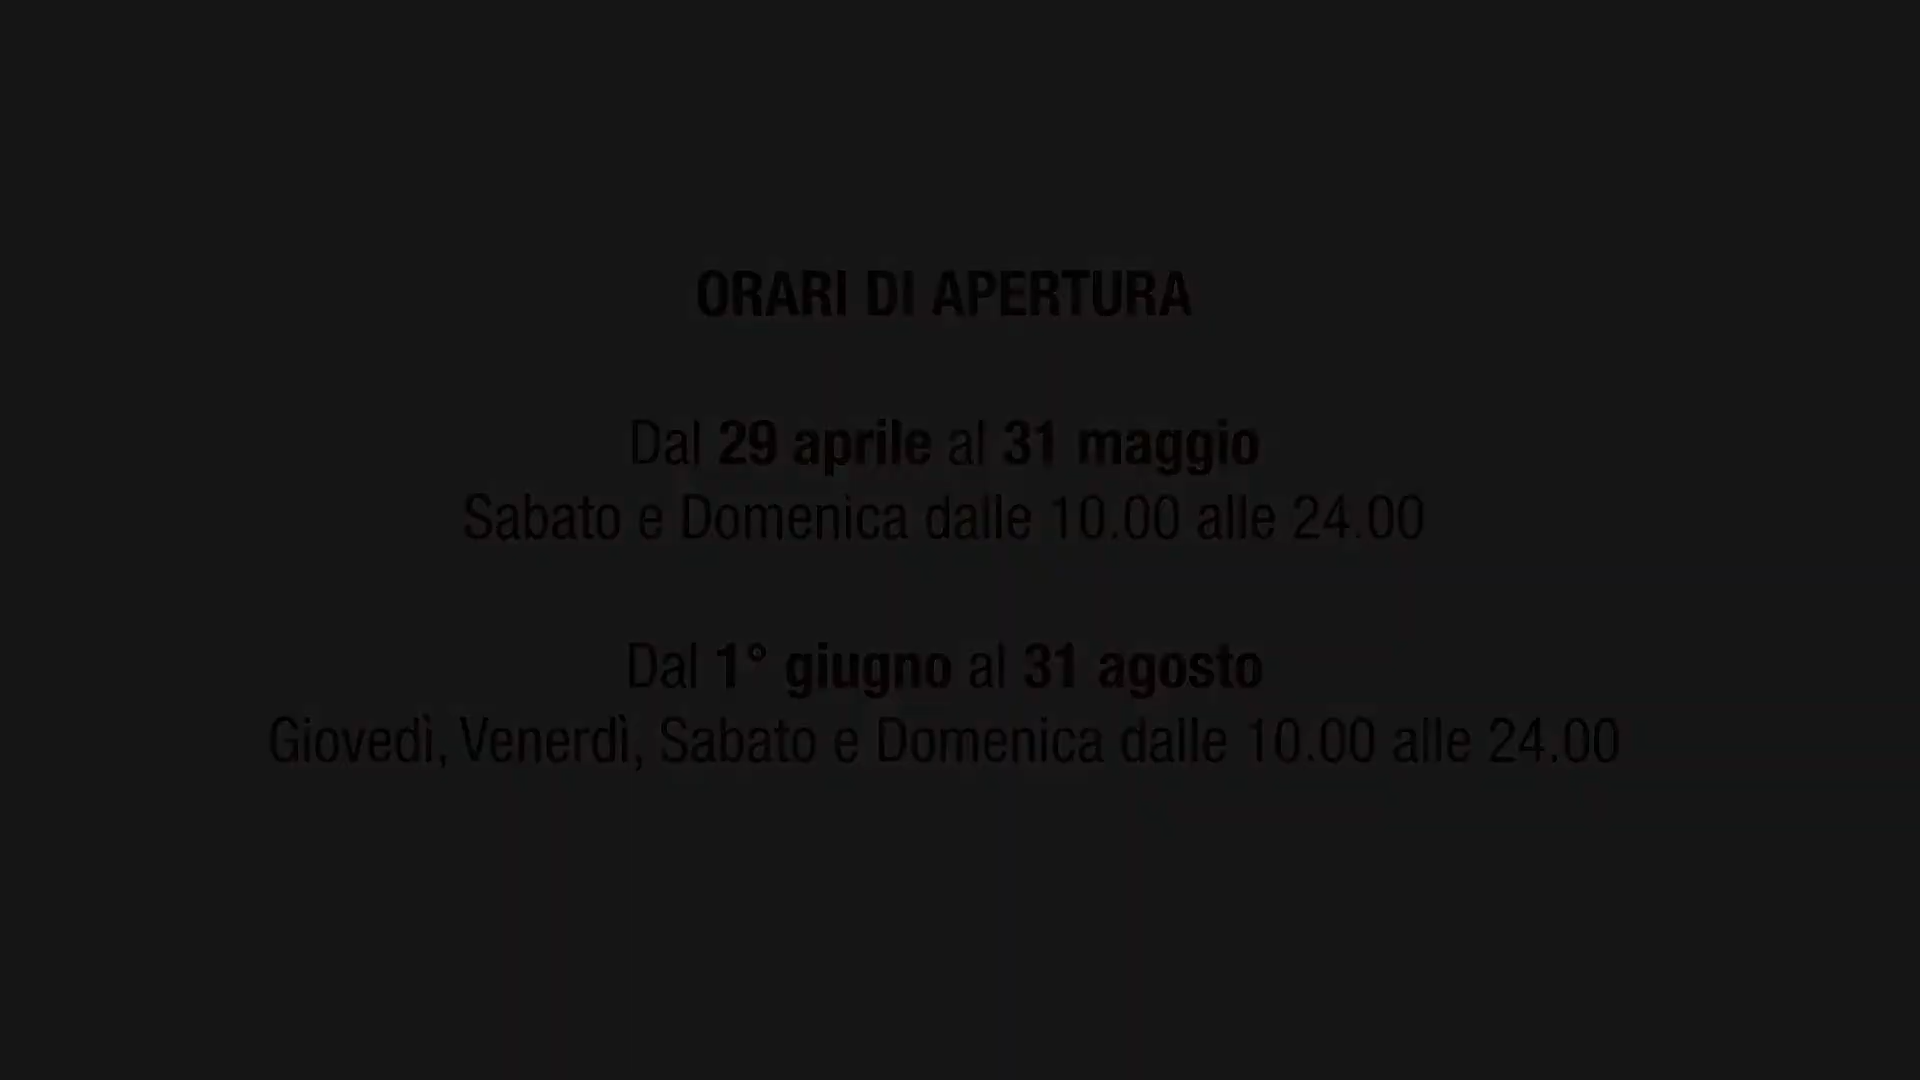 ORARI DI APERTURA
Dal 29 aprile al 31 maggio
Sabato e Domenica dalle 10.00 alle 24.00
Dal 1° giugno al 31 agosto
Giovedì, Venerdì, Sabato e Domenica dalle 10.00 alle 24.00